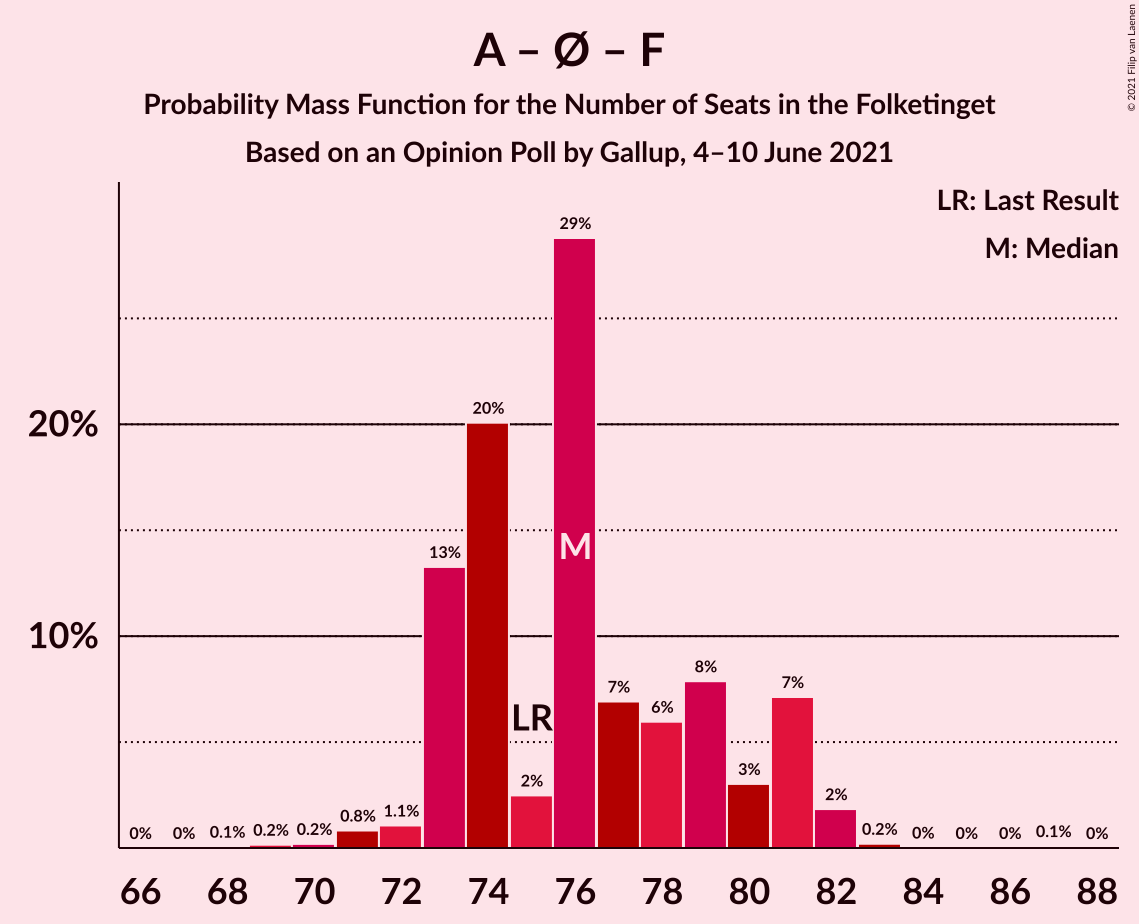 A – Ø – F
Probability Mass Function for the Number of Seats in the Folketinget
Based on an Opinion Poll by Gallup, 4–10 June 2021
© 2021 Filip van Laenen
LR: Last Result
M: Median
20%
10%
0%
0%
0.1%
0.2%
0.2%
0.8%
1.1%
13%
20%
2%
LR
29%
M
7%
6%
8%
3%
7%
2%
0.2%
0%
0%
0%
0.1%
0%
66 68 70 72 74 76 78 80 82 84 86 88